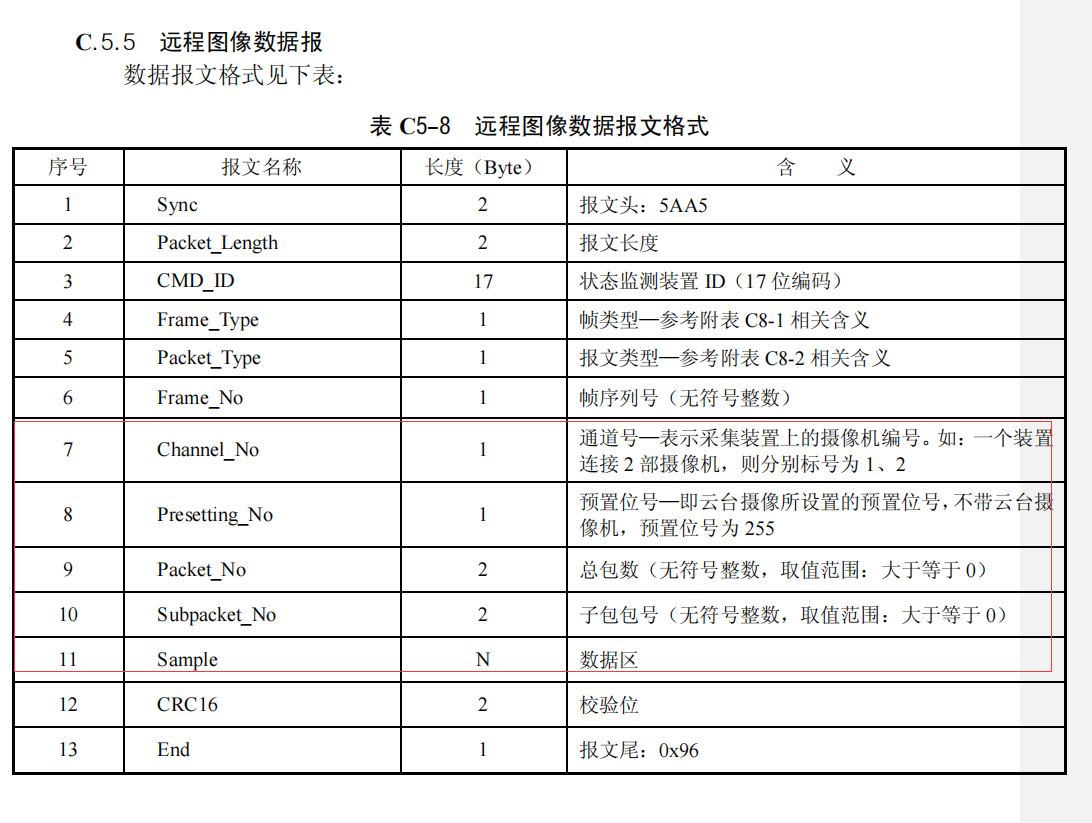 C.5.5 远程图像数据报
数据报文格式见下表：
表 C5-8 远程图像数据报文格式
序号 报文名称 长度（Byte） 含 义
1 Sync 2 报文头：5AA5
2 Packet_Length 2 报文长度
3 CMD_ID 17 状态监测装置 ID（17 位编码）
4 Frame_Type 1 帧类型—参考附表 C8-1 相关含义
5 Packet_Type 1 报文类型—参考附表 C8-2 相关含义
6 Frame_No 1 帧序列号（无符号整数）
7 Channel_No 1 通道号—表示采集装置上的摄像机编号。如：一个装置
连接 2 部摄像机，则分别标号为 1、2
8 Presetting_No 1 预置位号—即云台摄像所设置的预置位号，不带云台摄
像机，预置位号为 255
9 Packet_No 2 总包数（无符号整数，取值范围：大于等于 0）
10 Subpacket_No 2 子包包号（无符号整数，取值范围：大于等于 0）
11 Sample N 数据区
12 CRC16 2 校验位
13 End 1 报文尾：0x96